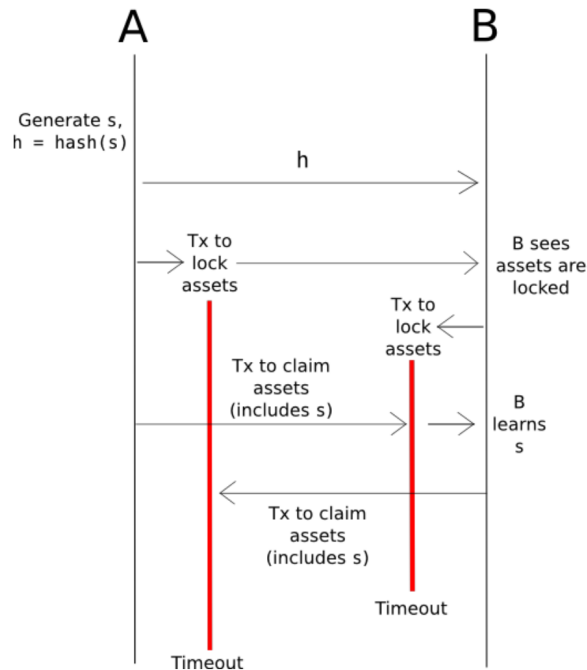 A
B
Generate s,
h = hash(s)
h
Tx to
lock
assets
B sees
assets are
locked
Tx to
lock
assets
Tx to claim
assets
(includes s)
B
learns
s
Tx to claim
assets
(includes s)
Timeout
Timeout